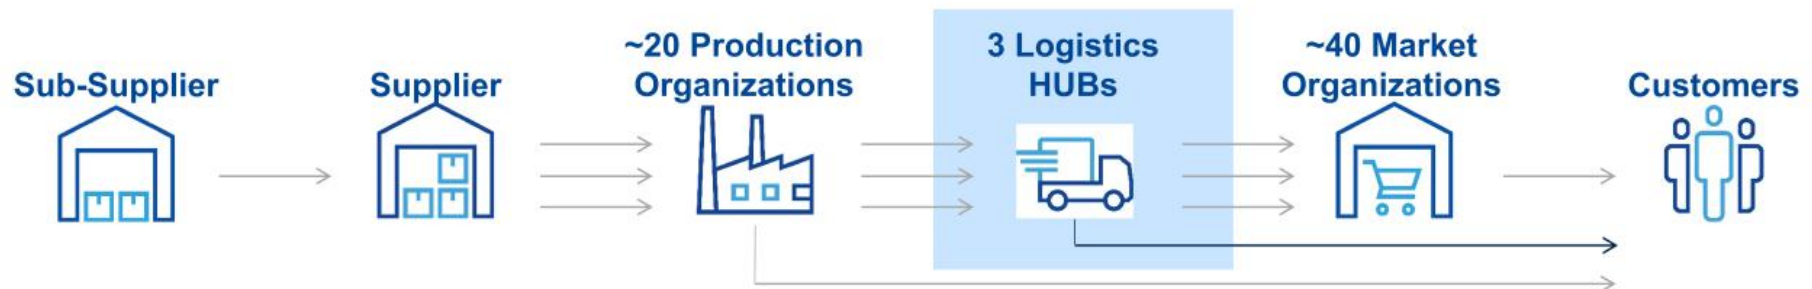 Sub-Supplier
Supplier
~20 Production
Organizations
3 Logistics
HUBs
~40 Market
Organizations
Customers